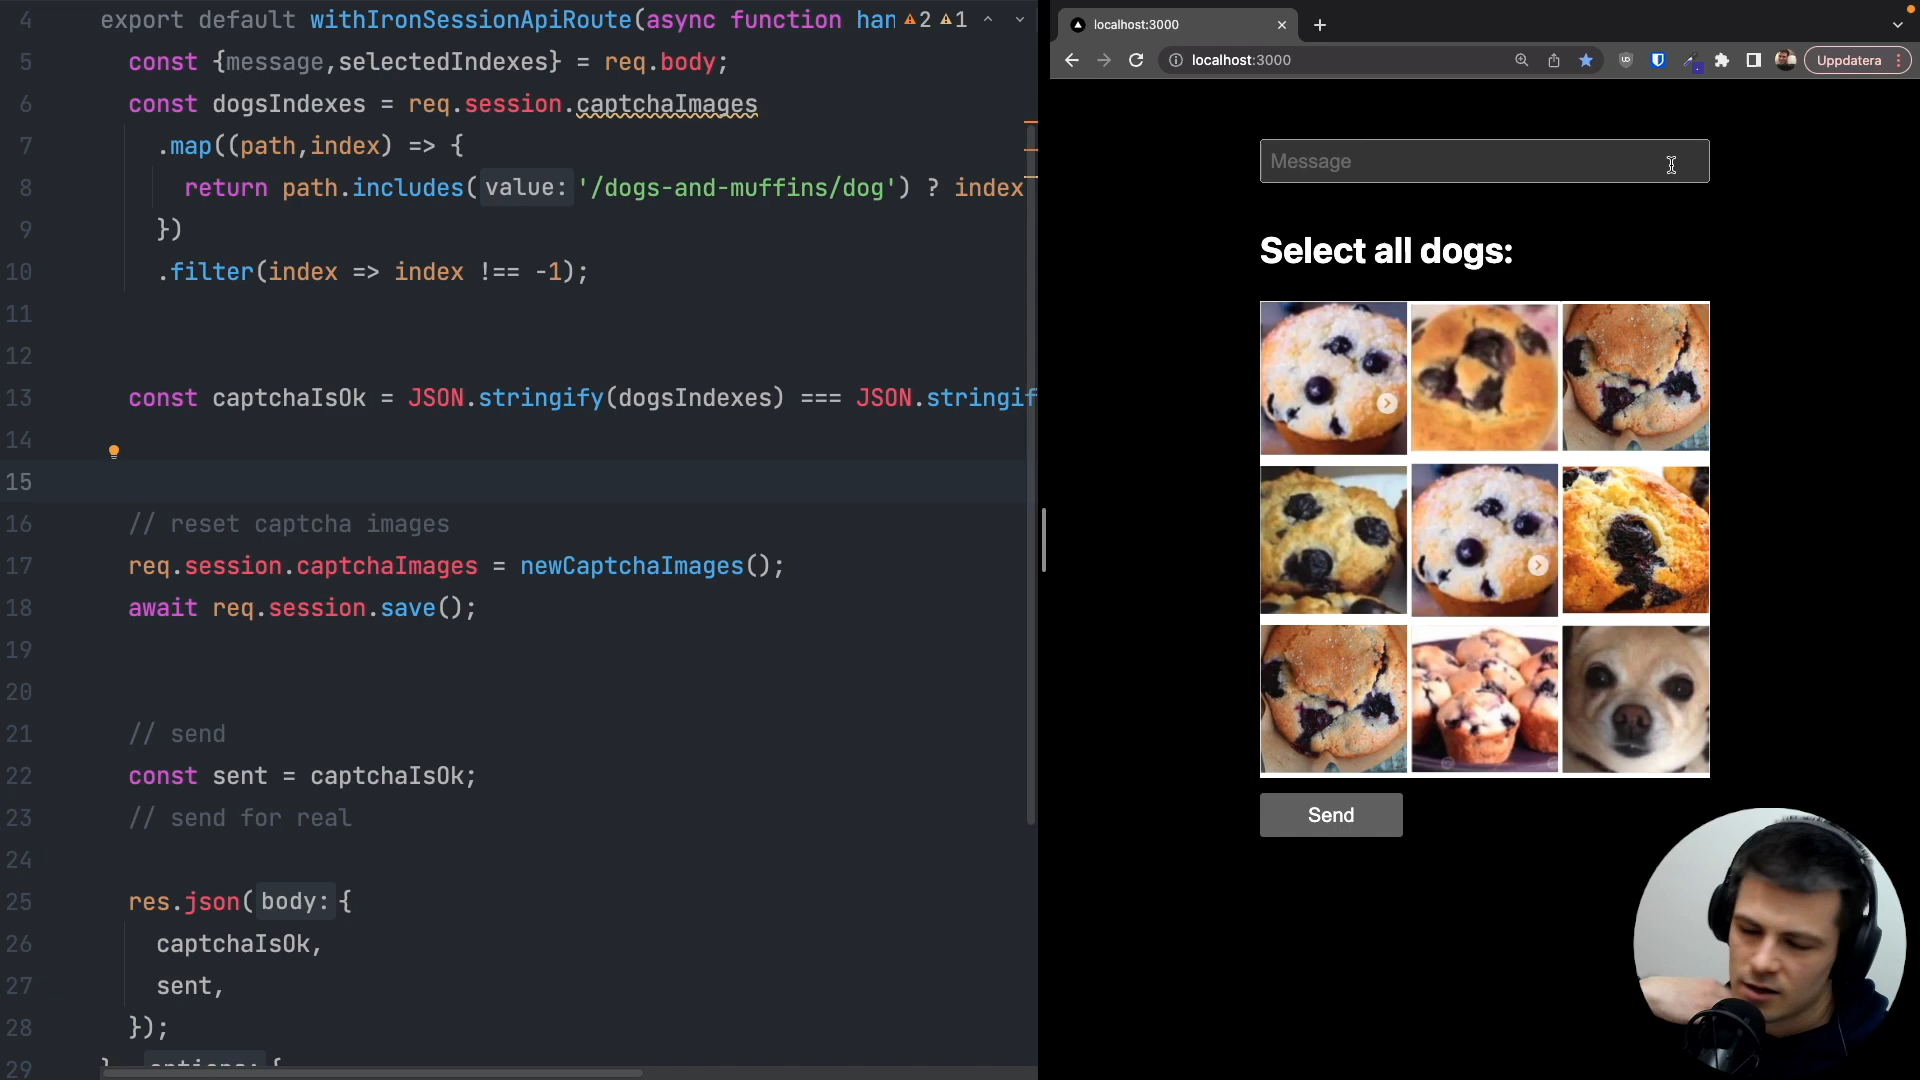 4 export default withIronSessionApiRoute(async function han 2 1
5 const {message,selectedIndexes} = req.body;
6 const dogsIndexes = req.session.captchaImages
7 .map((path,index) => {
8 return path.includes( value: '/dogs-and-muffins/dog') ? index
9 })
10 .filter(index => index !== -1);
11
12
13 const captchaIsOk = JSON.stringify(dogsIndexes) === JSON.stringif
14
15
16 // reset captcha images
17 req.session.captchaImages = newCaptchaImages();
18 await req.session.save();
19
20
21 // send
22 const sent = captchaIsOk;
23 // send for real
24
25 res.json( body: {
26 captchaIsOk,
27 sent,
28 });
29 } options: {
localhost:3000
localhost:3000
Uppdatera
Message
Select all dogs:
Send